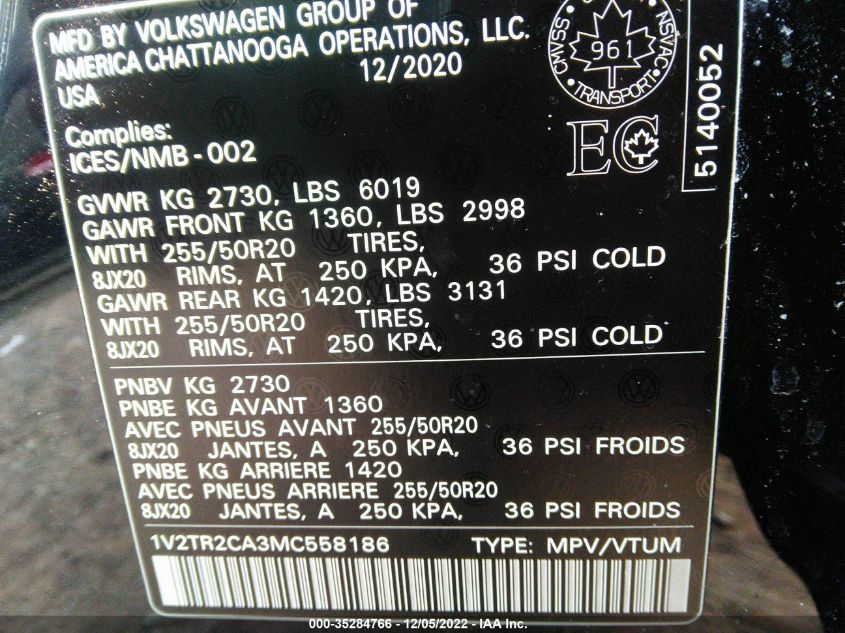 MFD BY VOLKSWAGEN GROUP OF
AMERICA CHATTANOOGA OPERATIONS, LLC.
USA 12/2020
CMVSS NSVAC
961
TRANSPORT
EC
5140052
Complies:
ICES/NMB-002
GVWR KG 2730, LBS 6019
GAWR FRONT KG 1360, LBS 2998
WITH 255/50R20 TIRES,
8JX20 RIMS, AT 250 KPA, 36 PSI COLD
GAWR REAR KG 1420, LBS 3131
WITH 255/50R20 TIRES,
8JX20 RIMS, AT 250 KPA, 36 PSI COLD
PNBV KG 2730
PNBE KG AVANT 1360
AVEC PNEUS AVANT 255/50R20
8JX20 JANTES, A 250 KPA, 36 PSI FROIDS
PNBE KG ARRIERE 1420
AVEC PNEUS ARRIERE 255/50R20
8JX20 JANTES, A 250 KPA, 36 PSI FROIDS
1V2TR2CA3MC558186 TYPE: MPV/VTUM
000-35284766 - 12/05/2022 - IAA Inc.